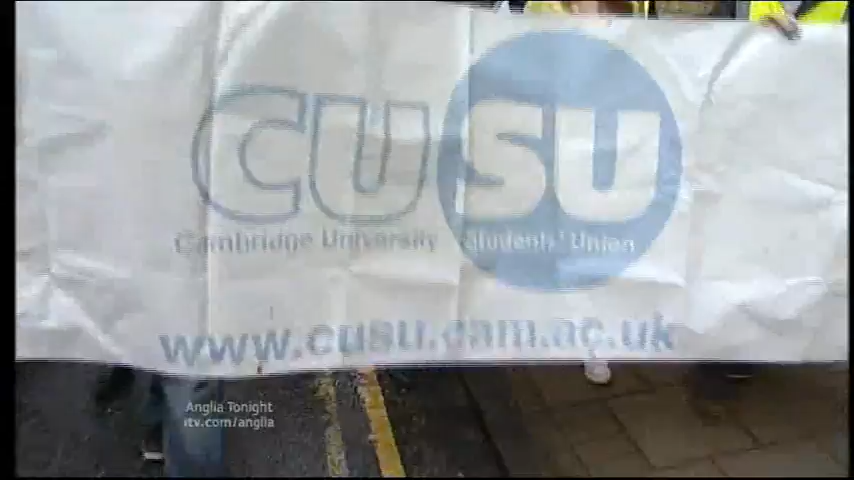 CUSU
Cambridge University Students' Union
www.cusu.cam.ac.uk
Anglia Tonight
itv.com/anglia